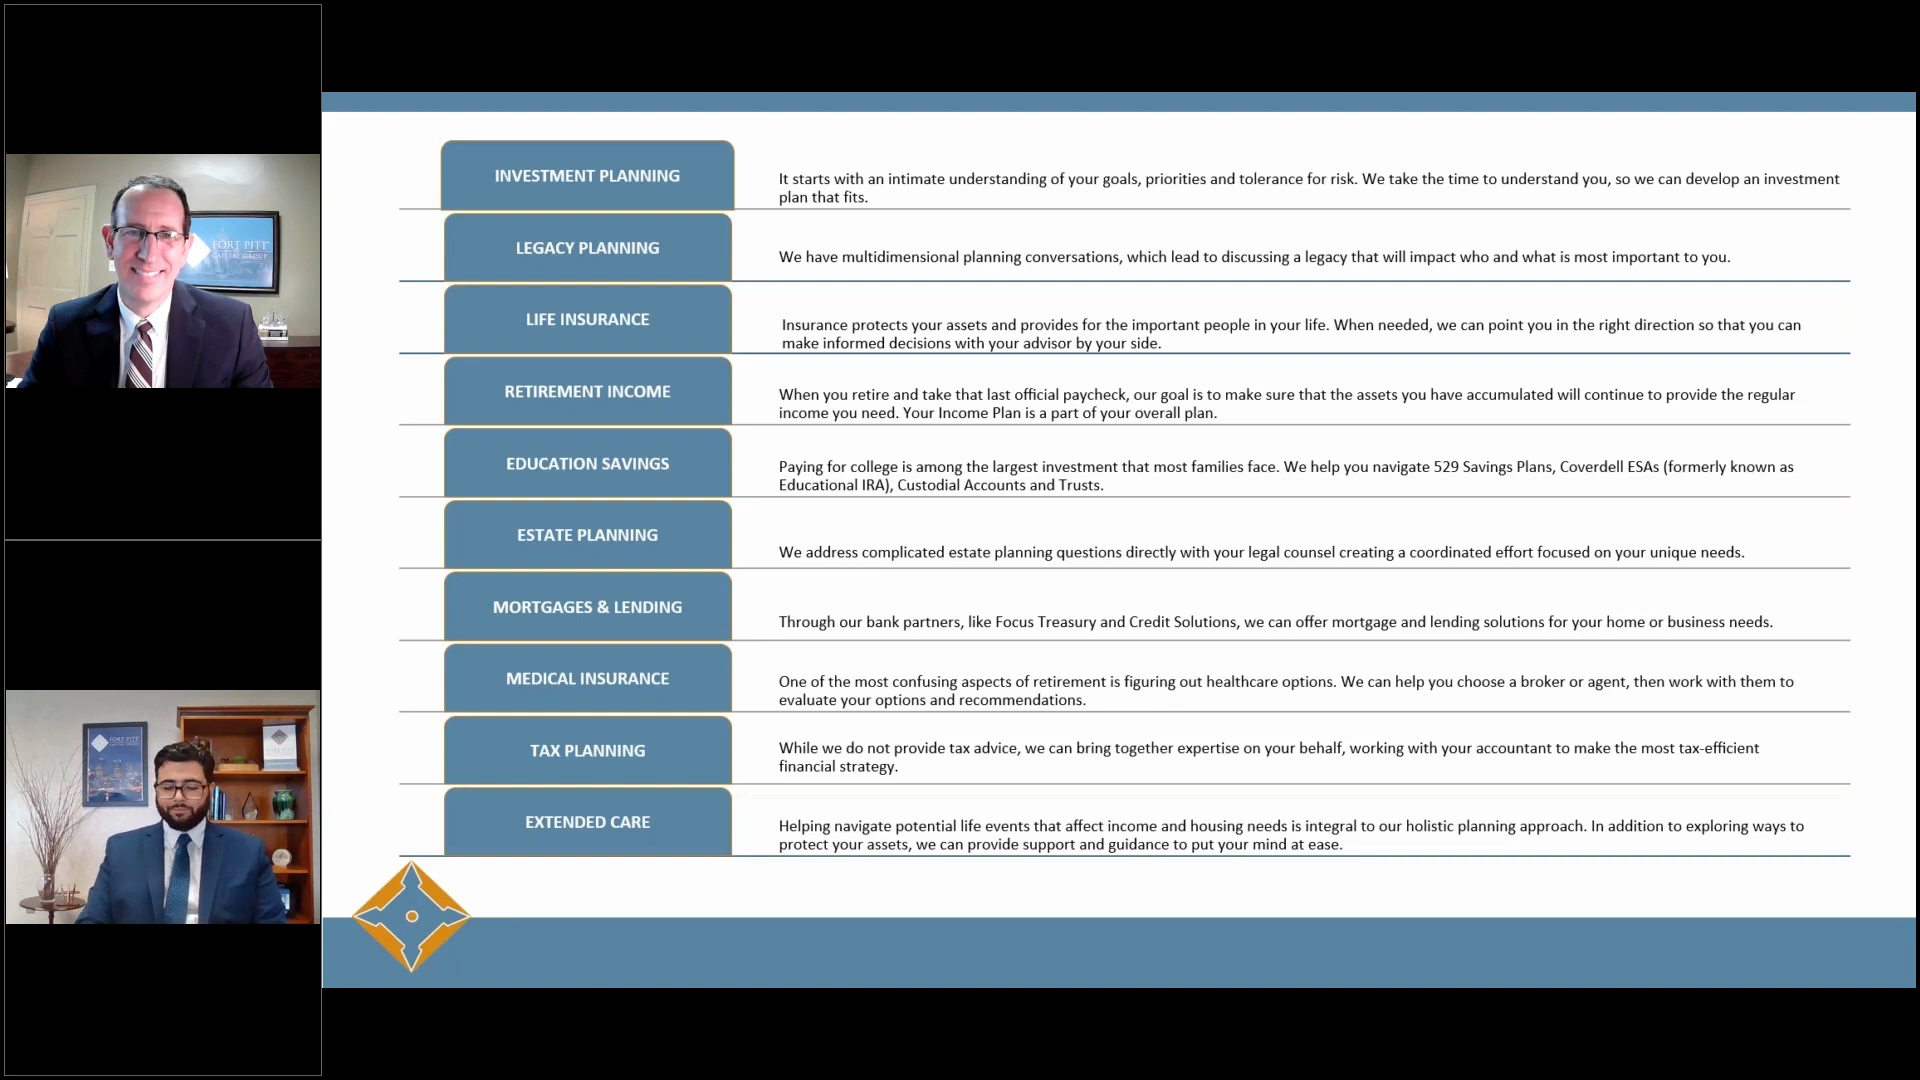 FORT PITT
CAPITAL GROUP
FORT PITT
INVESTMENT PLANNING
It starts with an intimate understanding of your goals, priorities and tolerance for risk. We take the time to understand you, so we can develop an investment
plan that fits.
LEGACY PLANNING
We have multidimensional planning conversations, which lead to discussing a legacy that will impact who and what is most important to you.
LIFE INSURANCE
Insurance protects your assets and provides for the important people in your life. When needed, we can point you in the right direction so that you can
make informed decisions with your advisor by your side.
RETIREMENT INCOME
When you retire and take that last official paycheck, our goal is to make sure that the assets you have accumulated will continue to provide the regular
income you need. Your Income Plan is a part of your overall plan.
EDUCATION SAVINGS
Paying for college is among the largest investment that most families face. We help you navigate 529 Savings Plans, Coverdell ESAs (formerly known as
Educational IRA), Custodial Accounts and Trusts.
ESTATE PLANNING
We address complicated estate planning questions directly with your legal counsel creating a coordinated effort focused on your unique needs.
MORTGAGES & LENDING
Through our bank partners, like Focus Treasury and Credit Solutions, we can offer mortgage and lending solutions for your home or business needs.
MEDICAL INSURANCE
One of the most confusing aspects of retirement is figuring out healthcare options. We can help you choose a broker or agent, then work with them to
evaluate your options and recommendations.
TAX PLANNING
While we do not provide tax advice, we can bring together expertise on your behalf, working with your accountant to make the most tax-efficient
financial strategy.
EXTENDED CARE
Helping navigate potential life events that affect income and housing needs is integral to our holistic planning approach. In addition to exploring ways to
protect your assets, we can provide support and guidance to put your mind at ease.